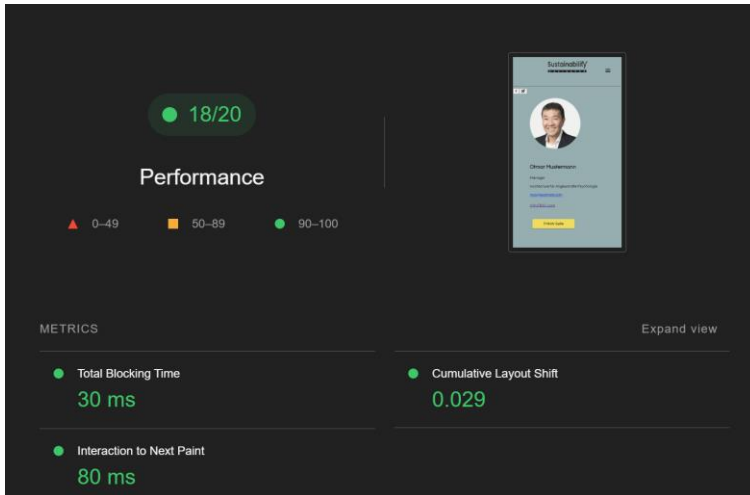 18/20
Performance
0–49
50–89
90–100
Sustainability
METRICS
Expand view
Total Blocking Time
30 ms
Cumulative Layout Shift
0.029
Interaction to Next Paint
80 ms